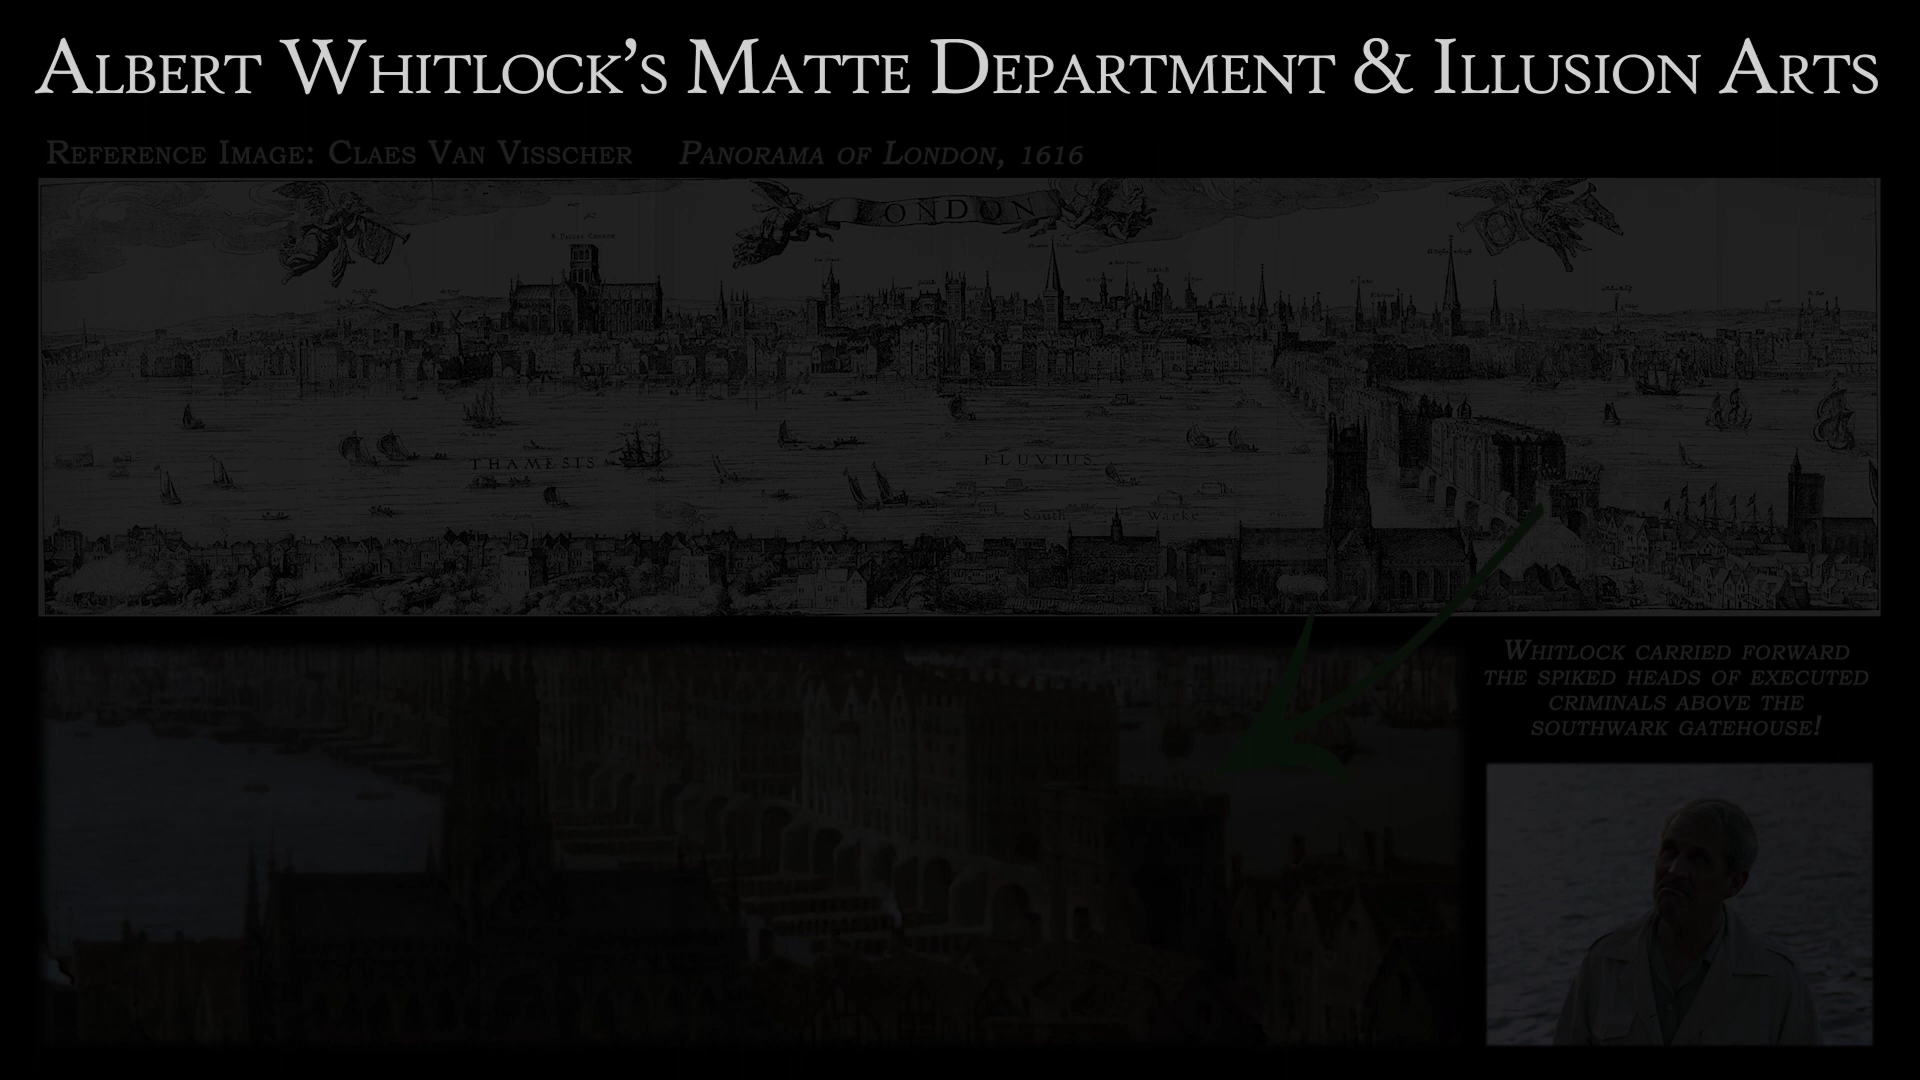 Albert Whitlock's Matte Department & Illusion Arts
Reference Image: Claes Van Visscher Panorama of London, 1616
LONDON
THAMESIS
FLUVIUS
South Warke
Whitlock carried forward
the spiked heads of executed
criminals above the
Southwark gatehouse!